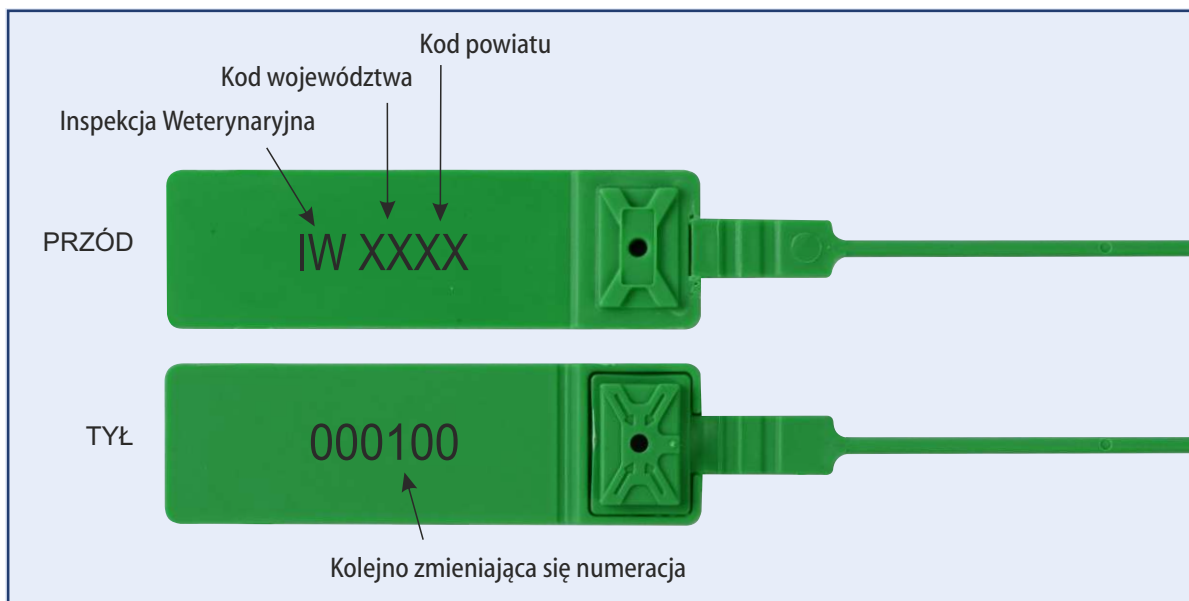 Kod powiatu
Kod województwa
Inspekcja Weterynaryjna
PRZÓD
IW XXXX
TYŁ
000100
Kolejno zmieniająca się numeracja